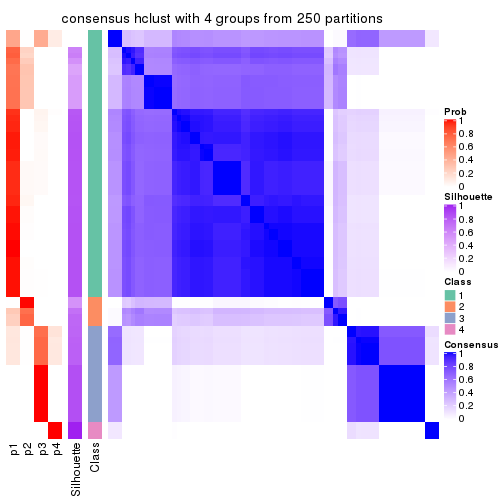 consensus hclust with 4 groups from 250 partitions
Prob
1
0.8
0.6
0.4
0.2
0
Silhouette
1
0.8
0.6
0.4
0.2
0
Class
1
2
3
4
Consensus
1
0.8
0.6
0.4
0.2
0
p1
p2
p3
p4
Silhouette
Class